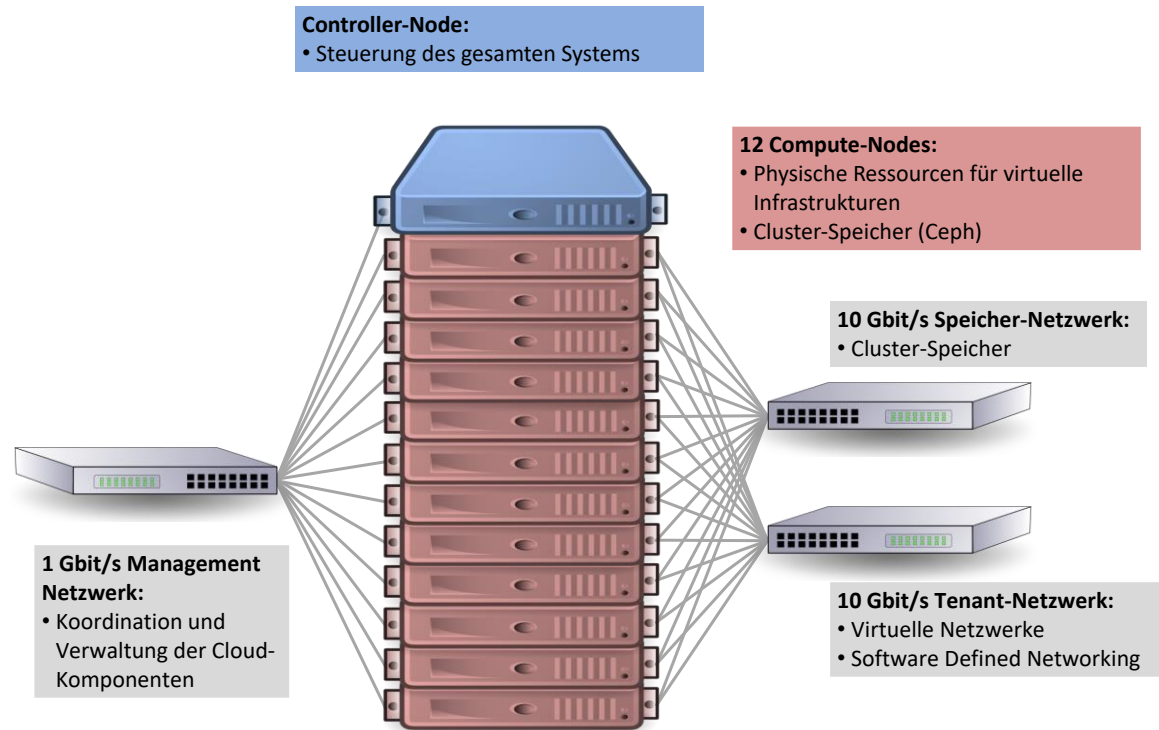 Controller-Node:
• Steuerung des gesamten Systems
12 Compute-Nodes:
• Physische Ressourcen für virtuelle
Infrastrukturen
• Cluster-Speicher (Ceph)
10 Gbit/s Speicher-Netzwerk:
• Cluster-Speicher
1 Gbit/s Management
Netzwerk:
• Koordination und
Verwaltung der Cloud-
Komponenten
10 Gbit/s Tenant-Netzwerk:
• Virtuelle Netzwerke
• Software Defined Networking